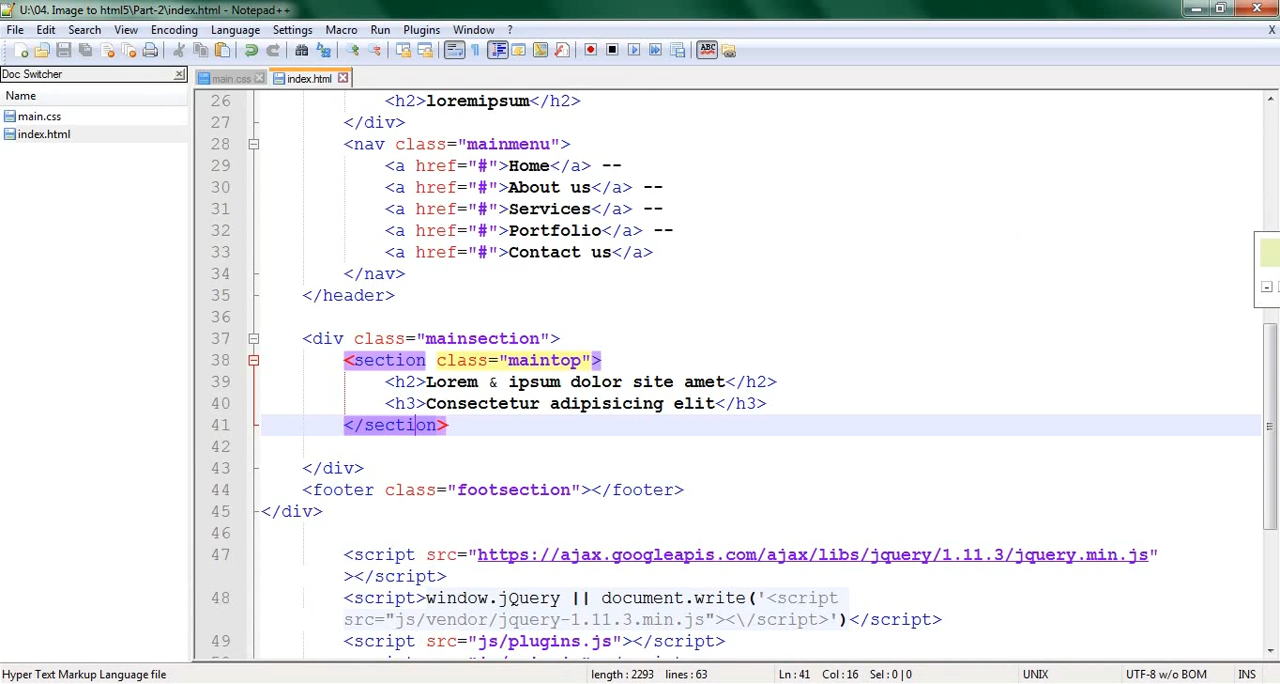 U:\04. Image to html5\Part-2\index.html - Notepad++
File Edit Search View Encoding Language Settings Macro Run Plugins Window ? X
Doc Switcher
main.css index.html
Name
main.css
index.html
26 <h2>loremipsum</h2>
27 </div>
28 <nav class="mainmenu">
29 <a href="#">Home</a> --
30 <a href="#">About us</a> --
31 <a href="#">Services</a> --
32 <a href="#">Portfolio</a> --
33 <a href="#">Contact us</a>
34 </nav>
35 </header>
36
37 <div class="mainsection">
38 <section class="maintop">
39 <h2>Lorem & ipsum dolor site amet</h2>
40 <h3>Consectetur adipisicing elit</h3>
41 </section>
42
43 </div>
44 <footer class="footsection"></footer>
45 </div>
46
47 <script src="https://ajax.googleapis.com/ajax/libs/jquery/1.11.3/jquery.min.js"
></script>
48 <script>window.jQuery || document.write('<script
src="js/vendor/jquery-1.11.3.min.js"><\/script>')</script>
49 <script src="js/plugins.js"></script>
Hyper Text Markup Language file length : 2293 lines : 63 Ln : 41 Col : 16 Sel : 0 | 0 UNIX UTF-8 w/o BOM INS